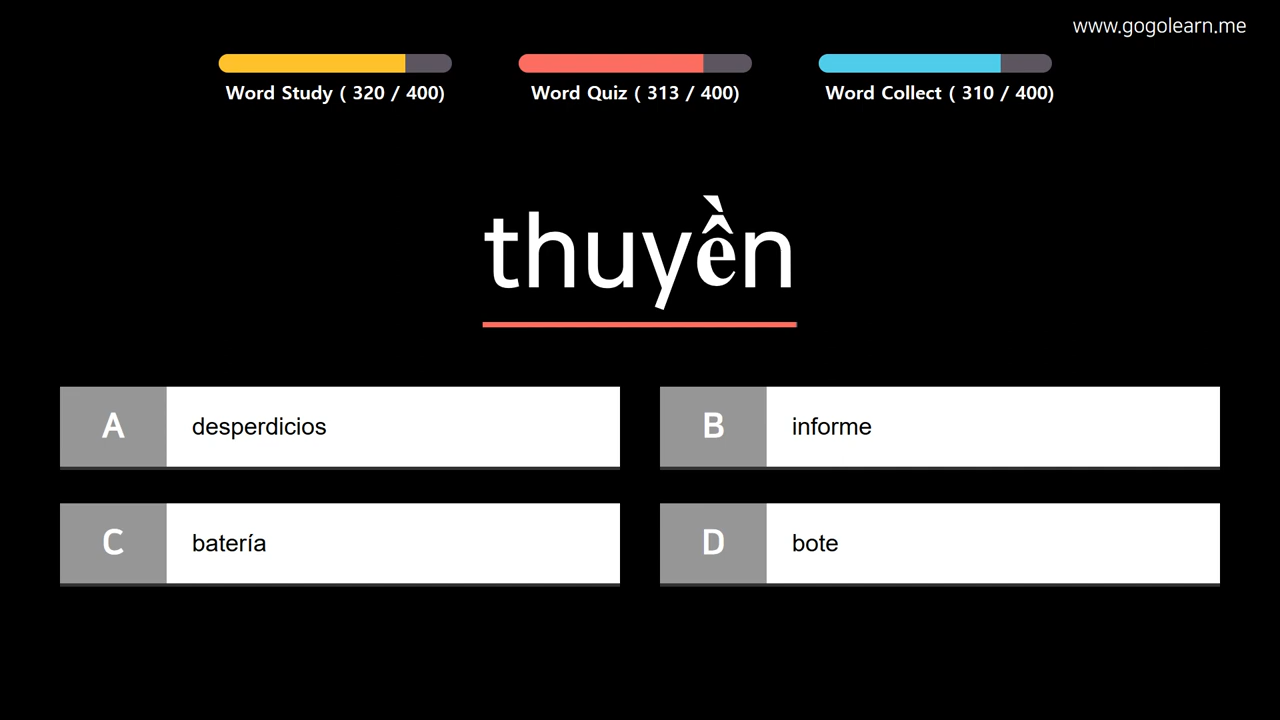 www.gogolearn.me
Word Study ( 320 / 400)
Word Quiz ( 313 / 400)
Word Collect ( 310 / 400)
thuyền
A desperdicios
B informe
C batería
D bote